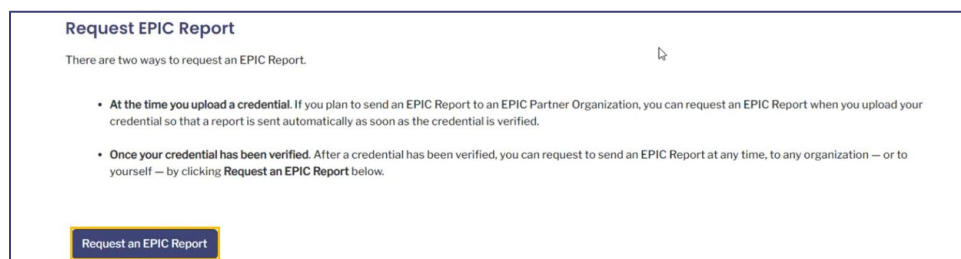 Request EPIC Report
There are two ways to request an EPIC Report.
• At the time you upload a credential. If you plan to send an EPIC Report to an EPIC Partner Organization, you can request an EPIC Report when you upload your
credential so that a report is sent automatically as soon as the credential is verified.
• Once your credential has been verified. After a credential has been verified, you can request to send an EPIC Report at any time, to any organization — or to
yourself — by clicking Request an EPIC Report below.
Request an EPIC Report